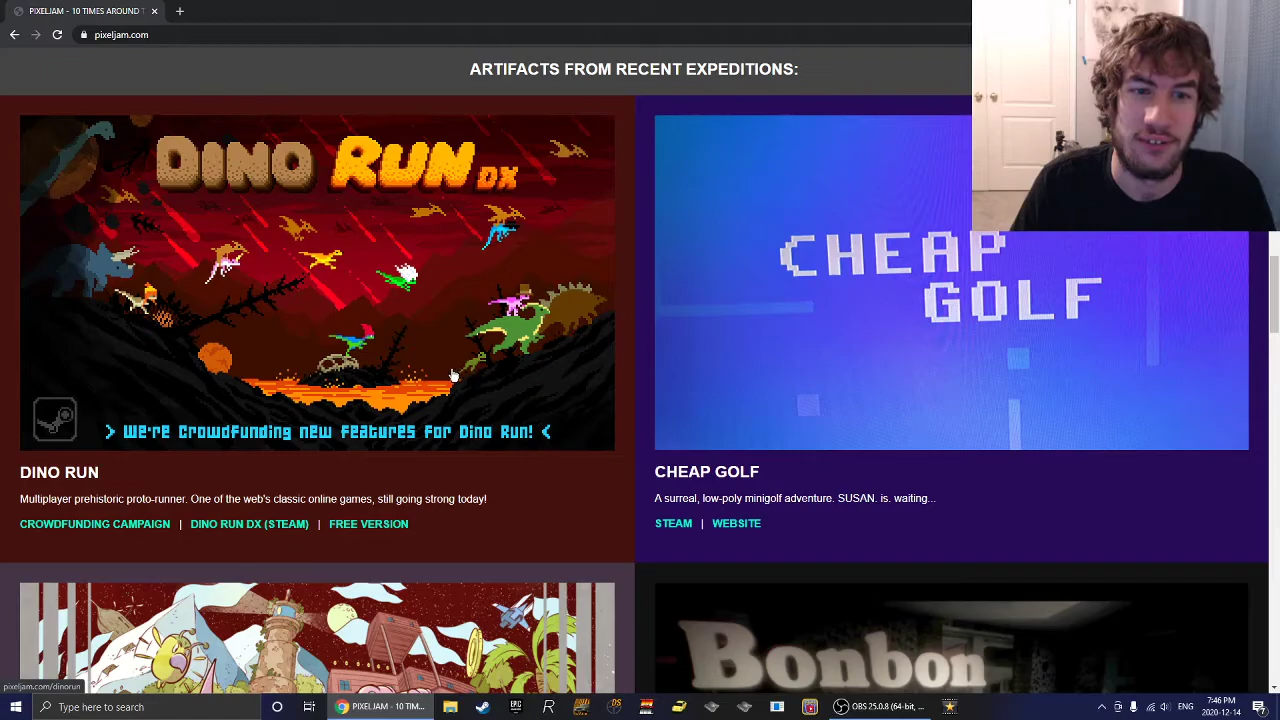 PIXELJAM - 10 TIMES AROUND T
pixeljam.com
ARTIFACTS FROM RECENT EXPEDITIONS:
DINO RUN DX
> We're Crowdfunding new features for Dino Run! <
CHEAP
GOLF
DINO RUN
Multiplayer prehistoric proto-runner. One of the web's classic online games, still going strong today!
CROWDFUNDING CAMPAIGN | DINO RUN DX (STEAM) | FREE VERSION
CHEAP GOLF
A surreal, low-poly minigolf adventure. SUSAN. is. waiting...
STEAM | WEBSITE
Bonbon
pixeljam.com/dinorun
Type here to search
PIXELJAM - 10 TIM...
EPIC
R
DS
OBS 25.08 (64-bit, ...
ENG
7:46 PM
2020-12-14